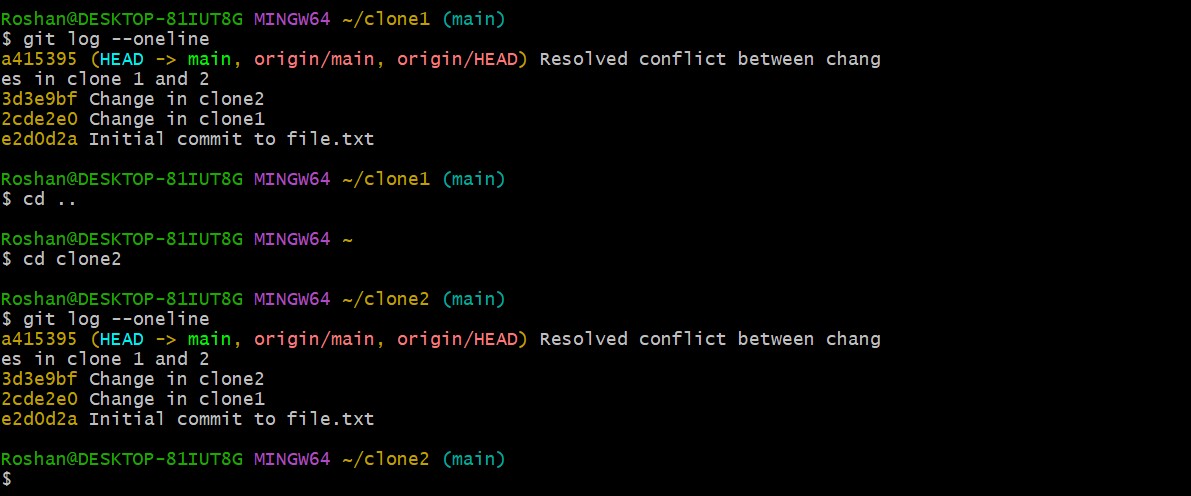 Roshan@DESKTOP-81IUT8G MINGW64 ~/clone1 (main)
$ git log --oneline
a415395 (HEAD -> main, origin/main, origin/HEAD) Resolved conflict between chang
es in clone 1 and 2
3d3e9bf Change in clone2
2cde2e0 Change in clone1
e2d0d2a Initial commit to file.txt
Roshan@DESKTOP-81IUT8G MINGW64 ~/clone1 (main)
$ cd ..
Roshan@DESKTOP-81IUT8G MINGW64 ~
$ cd clone2
Roshan@DESKTOP-81IUT8G MINGW64 ~/clone2 (main)
$ git log --oneline
a415395 (HEAD -> main, origin/main, origin/HEAD) Resolved conflict between chang
es in clone 1 and 2
3d3e9bf Change in clone2
2cde2e0 Change in clone1
e2d0d2a Initial commit to file.txt
Roshan@DESKTOP-81IUT8G MINGW64 ~/clone2 (main)
$